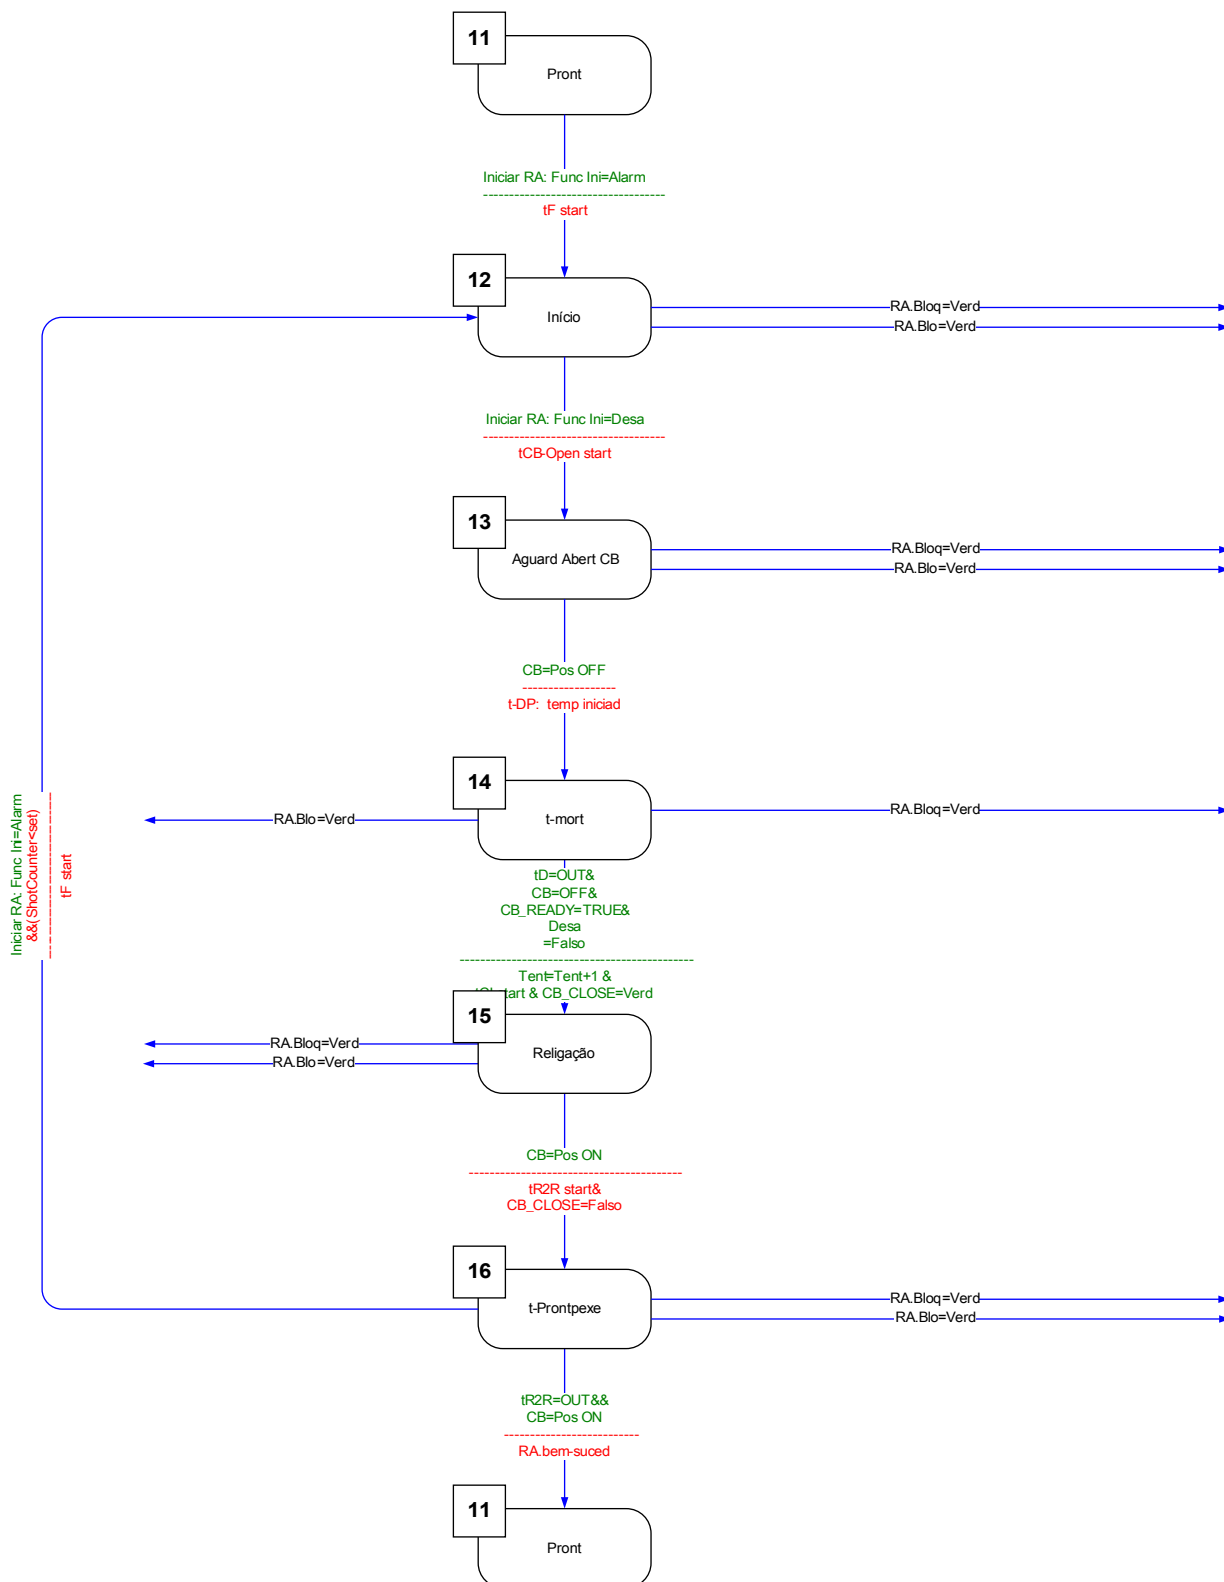 11
Pront
Iniciar RA: Func Ini=Alarm
tF start
12
Início
RA.Bloq=Verd
RA.Blo=Verd
Iniciar RA: Func Ini=Desa
tCB-Open start
13
Aguard Abert CB
RA.Bloq=Verd
RA.Blo=Verd
CB=Pos OFF
t-DP: temp iniciad
14
t-mort
RA.Blo=Verd
RA.Bloq=Verd
Iniciar RA: Func Ini=Alarm
&&(ShotCounter<set)
tF start
tD=OUT&
CB=OFF&
CB_READY=TRUE&
Desa
=Falso
Tent=Tent+1 &
start & CB_CLOSE=Verd
15
Religação
RA.Bloq=Verd
RA.Blo=Verd
CB=Pos ON
tR2R start&
CB_CLOSE=Falso
16
t-Prontpexe
RA.Bloq=Verd
RA.Blo=Verd
tR2R=OUT&&
CB=Pos ON
RA.bem-suced
11
Pront